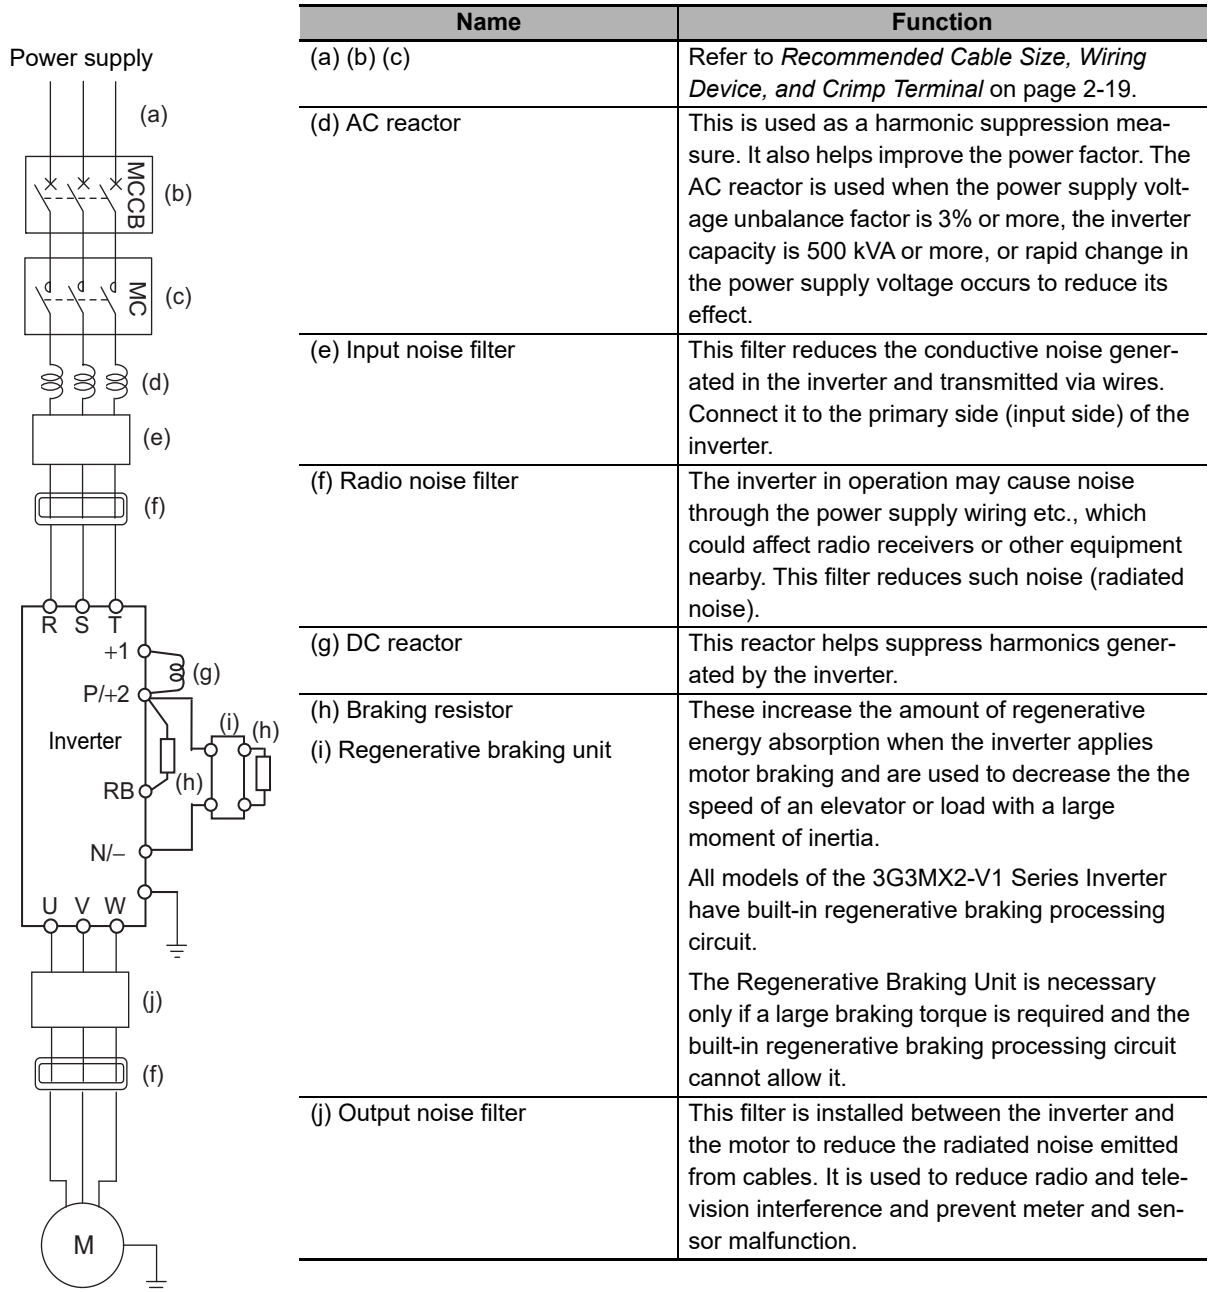 Power supply
(a)
MCCB
(b)
MC
(c)
(d)
(e)
(f)
R S T
+1
(g)
P/+2
(i) (h)
Inverter
(h)
RB
N/−
U V W
(j)
(f)
M
Name Function
(a) (b) (c)
Refer to Recommended Cable Size, Wiring
Device, and Crimp Terminal on page 2-19.
(d) AC reactor
This is used as a harmonic suppression mea-
sure. It also helps improve the power factor. The
AC reactor is used when the power supply volt-
age unbalance factor is 3% or more, the inverter
capacity is 500 kVA or more, or rapid change in
the power supply voltage occurs to reduce its
effect.
(e) Input noise filter
This filter reduces the conductive noise gener-
ated in the inverter and transmitted via wires.
Connect it to the primary side (input side) of the
inverter.
(f) Radio noise filter
The inverter in operation may cause noise
through the power supply wiring etc., which
could affect radio receivers or other equipment
nearby. This filter reduces such noise (radiated
noise).
(g) DC reactor
This reactor helps suppress harmonics gener-
ated by the inverter.
(h) Braking resistor
(i) Regenerative braking unit
These increase the amount of regenerative
energy absorption when the inverter applies
motor braking and are used to decrease the the
speed of an elevator or load with a large
moment of inertia.
All models of the 3G3MX2-V1 Series Inverter
have built-in regenerative braking processing
circuit.
The Regenerative Braking Unit is necessary
only if a large braking torque is required and the
built-in regenerative braking processing circuit
cannot allow it.
(j) Output noise filter
This filter is installed between the inverter and
the motor to reduce the radiated noise emitted
from cables. It is used to reduce radio and tele-
vision interference and prevent meter and sen-
sor malfunction.